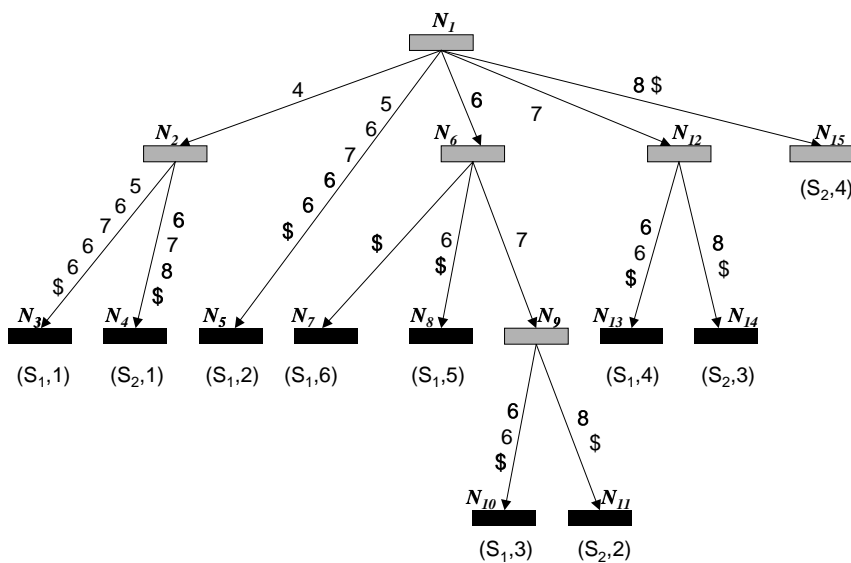 N1
4
5
6
7
6
6
$
6
7
8 $
N2
N6
N12
N15
(S2,4)
5
6
7
6
6
$
6
7
8
$
$
6
$
7
6
6
$
8
$
N3
N4
N5
N7
N8
N9
N13
N14
(S1,1)
(S2,1)
(S1,2)
(S1,6)
(S1,5)
(S1,4)
(S2,3)
6
6
$
8
$
N10
N11
(S1,3)
(S2,2)